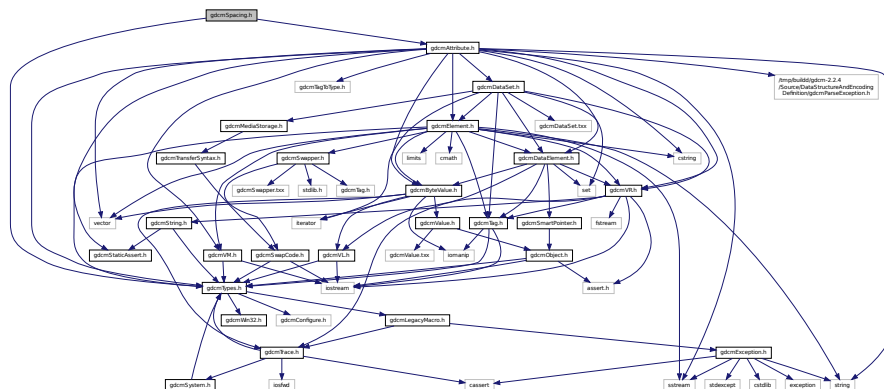 gdcmSpacing.h
gdcmAttribute.h
gdcmTagToType.h
gdcmDataSet.h
/tmp/buildd/gdcm-2.2.4
/Source/DataStructureAndEncoding
Definition/gdcmParseException.h
gdcmMediaStorage.h
gdcmElement.h
gdcmDataSet.txx
gdcmTransferSyntax.h
gdcmSwapper.h
limits
cmath
gdcmDataElement.h
cstring
gdcmSwapper.txx
stdlib.h
gdcmTag.h
gdcmByteValue.h
set
gdcmVR.h
vector
gdcmString.h
iterator
gdcmValue.h
gdcmTag.h
gdcmSmartPointer.h
fstream
gdcmStaticAssert.h
gdcmVM.h
gdcmSwapCode.h
gdcmVL.h
gdcmValue.txx
iomanip
gdcmObject.h
gdcmTypes.h
iostream
assert.h
gdcmWin32.h
gdcmConfigure.h
gdcmLegacyMacro.h
gdcmTrace.h
gdcmException.h
gdcmSystem.h
iosfwd
cassert
sstream
stdexcept
cstdlib
exception
string